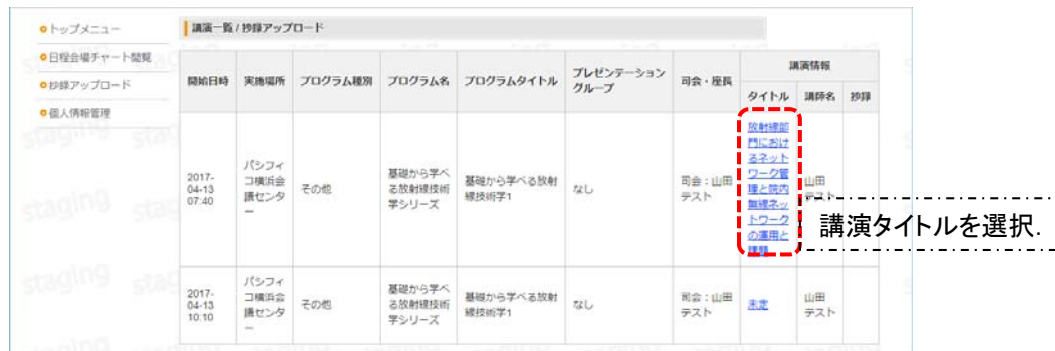 トップメニュー
講演一覧 / 抄録アップロード
日程会場チャート閲覧
抄録アップロード
個人情報管理
開始日時 実施場所 プログラム種別 プログラム名 プログラムタイトル プレゼンテーション
グループ 司会・座長 講演情報
タイトル 講師名 抄録
2017-
04-13
07:40
パシフィ
コ横浜会
議センタ
ー
その他
基礎から学べ
る放射線技術
学シリーズ
基礎から学べる放射
線技術学1
なし
司会：山田
テスト
放射線部
門におけ
るネット
ワーク管
理と院内
無線ネッ
トワーク
の運用と
課題
山田
テスト
講演タイトルを選択.
2017-
04-13
10:10
パシフィ
コ横浜会
議センタ
ー
その他
基礎から学べ
る放射線技術
学シリーズ
基礎から学べる放射
線技術学1
なし
司会：山田
テスト
未定
山田
テスト
staging
staging
staging